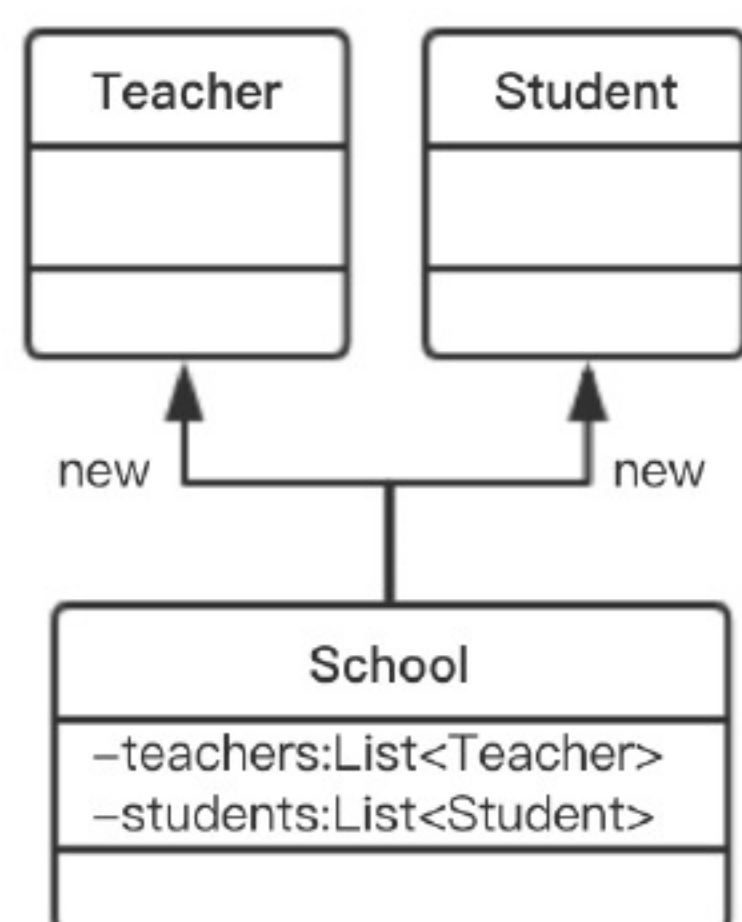 Teacher
Student
new
new
School
–teachers:List<Teacher>
–students:List<Student>